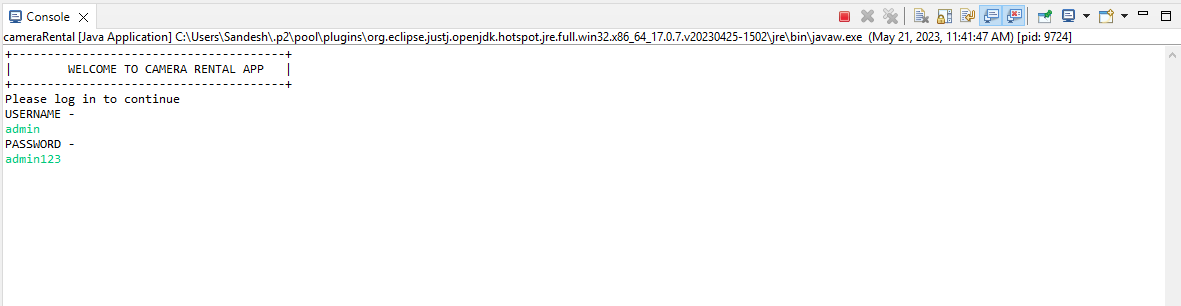 Console
cameraRental [Java Application] C:\Users\Sandesh\.p2\pool\plugins\org.eclipse.justj.openjdk.hotspot.jre.full.win32.x86_64_17.0.7.v20230425-1502\jre\bin\javaw.exe (May 21, 2023, 11:41:47 AM) [pid: 9724]
+---------------------------------------+
|        WELCOME TO CAMERA RENTAL APP   |
+---------------------------------------+
Please log in to continue
USERNAME -
admin
PASSWORD -
admin123